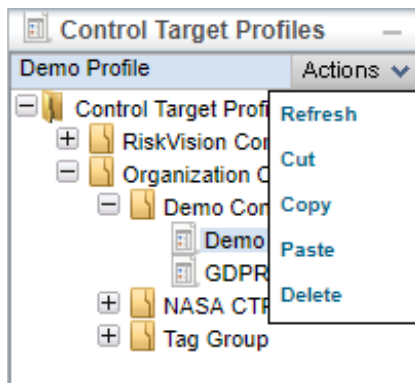 Control Target Profiles
Demo Profile
Actions
Control Target Profi
Refresh
RiskVision Cor
Cut
Organization C
Demo Con
Copy
Demo
Paste
GDPR
Delete
NASA CTP
Tag Group